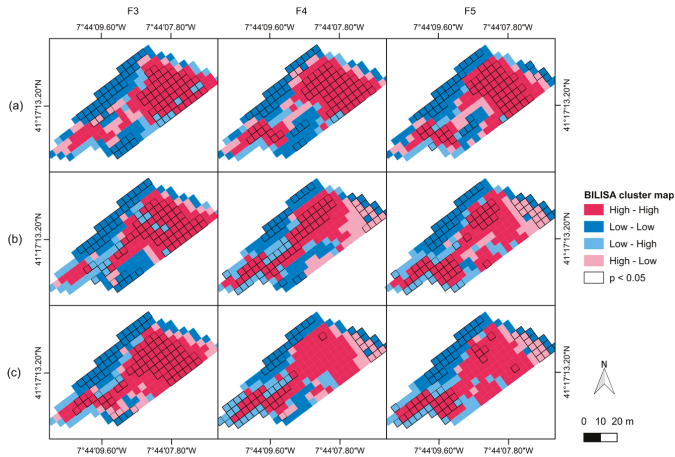 F3 F4 F5
7°44'09.60"W 7°44'07.80"W 7°44'09.60"W 7°44'07.80"W 7°44'09.60"W 7°44'07.80"W
(a) 41°17'13.20"N 41°17'13.20"N
(b) 41°17'13.20"N 41°17'13.20"N
(c) 41°17'13.20"N 41°17'13.20"N
7°44'09.60"W 7°44'07.80"W 7°44'09.60"W 7°44'07.80"W 7°44'09.60"W 7°44'07.80"W
BILISA cluster map
High - High
Low - Low
Low - High
High - Low
p < 0.05
N
0 10 20 m